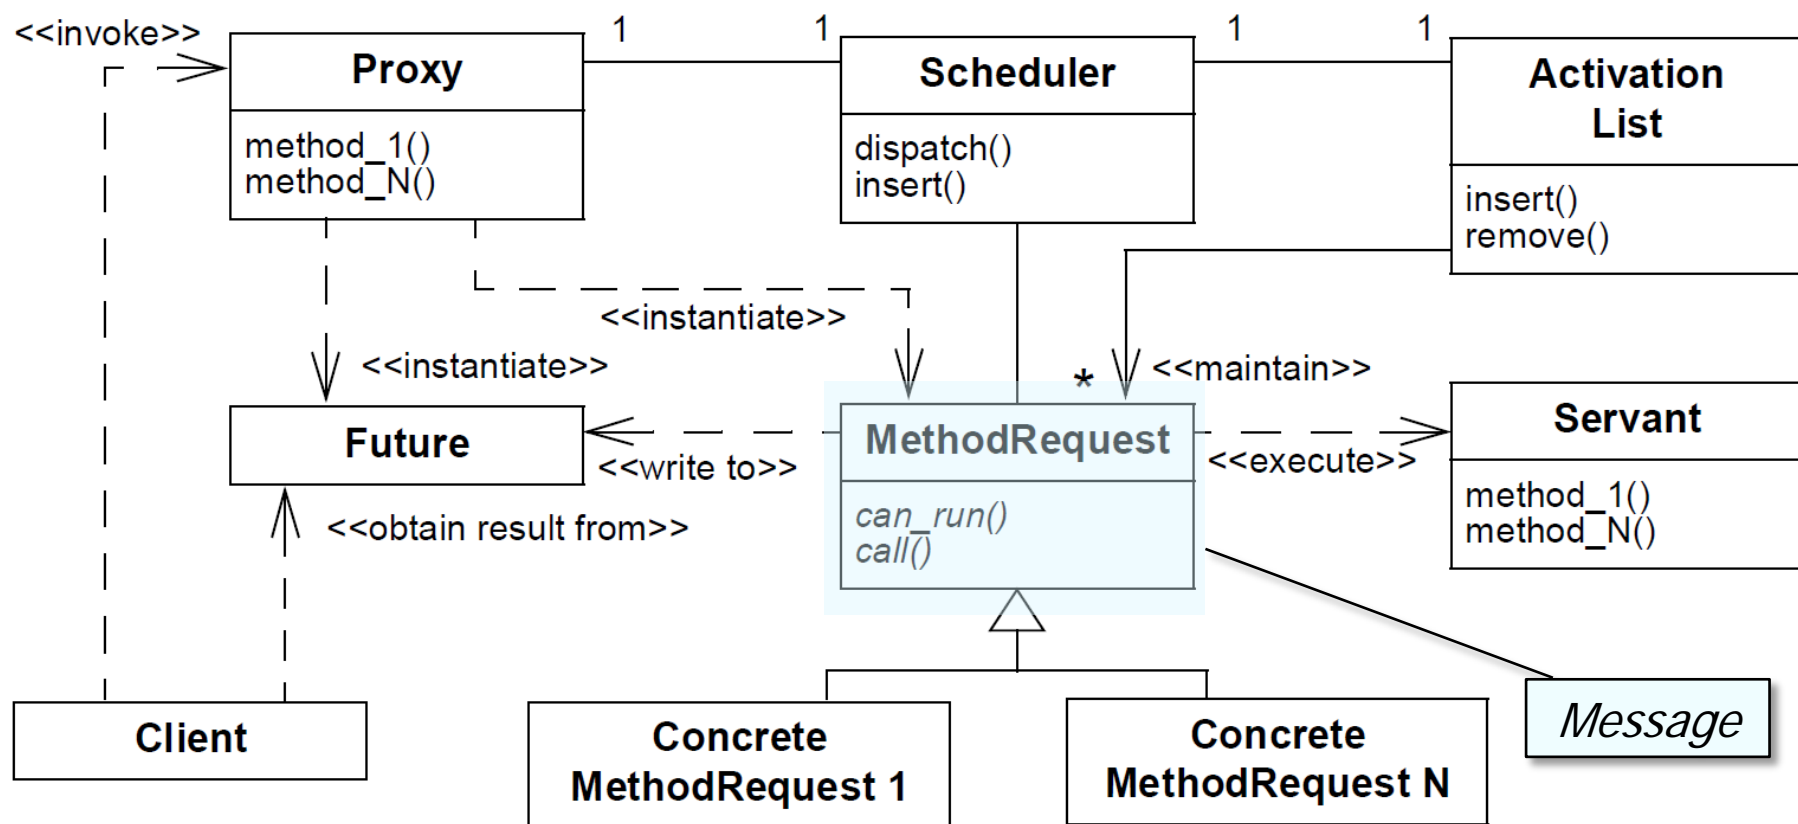 <<invoke>>
1
1
1
1
Proxy
method_1()
method_N()
Scheduler
dispatch()
insert()
Activation
List
insert()
remove()
<<instantiate>>
<<instantiate>>
*
<<maintain>>
Future
<<write to>>
MethodRequest
can_run()
call()
<<execute>>
Servant
method_1()
method_N()
<<obtain result from>>
Client
Concrete
MethodRequest 1
Concrete
MethodRequest N
Message